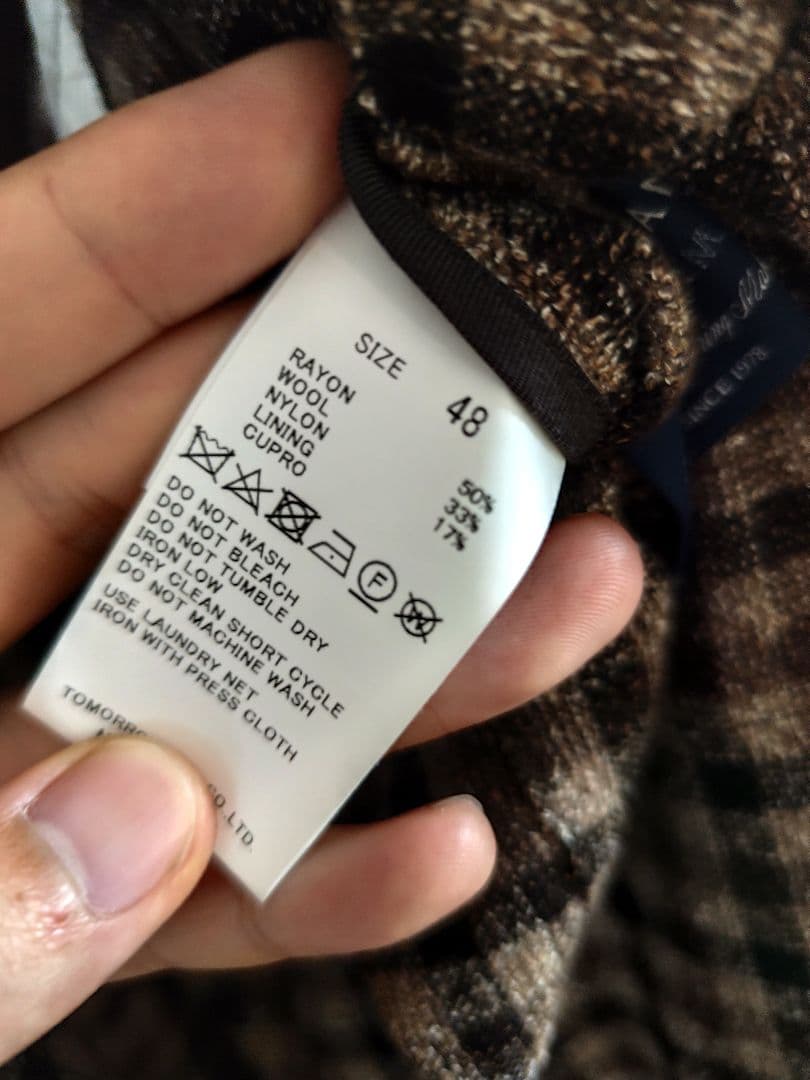 SIZE 48
RAYON 50%
WOOL 33%
NYLON 17%
LINING
CUPRO
F
W
DO NOT WASH
DO NOT BLEACH
DO NOT TUMBLE DRY
IRON LOW
DRY CLEAN SHORT CYCLE
DO NOT MACHINE WASH
USE LAUNDRY NET
IRON WITH PRESS CLOTH
CO.,LTD.
SINCE 1978